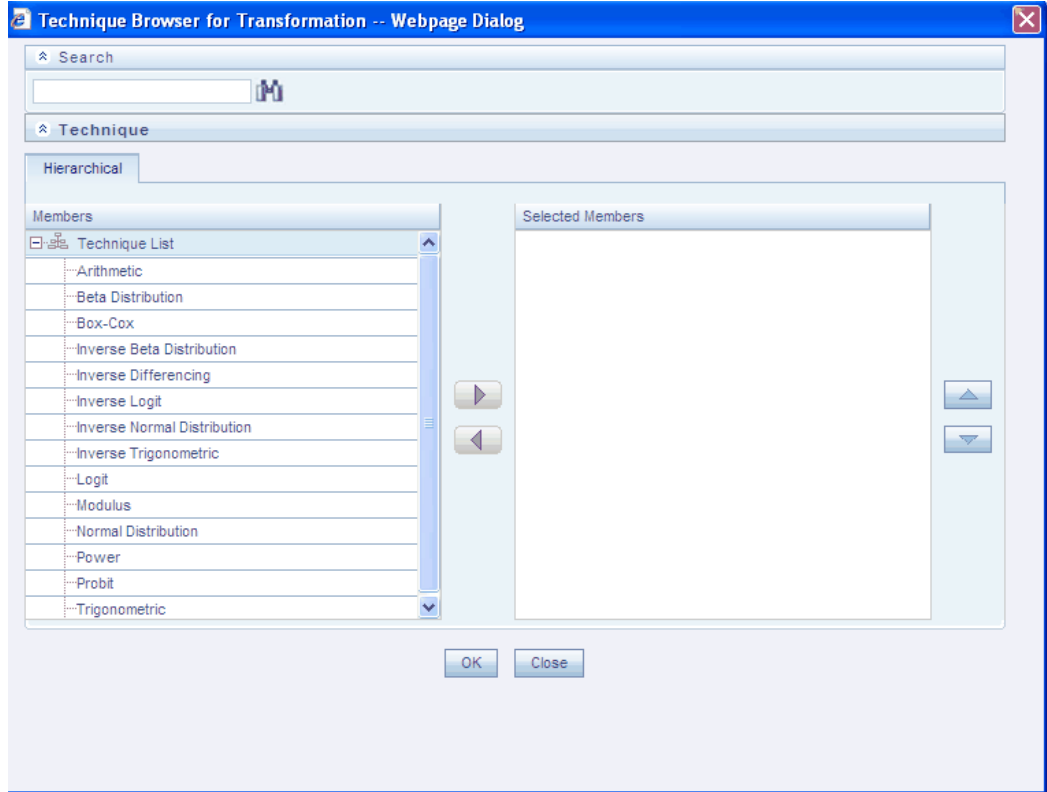 Technique Browser for Transformation -- Webpage Dialog
Search
Technique
Hierarchical
Members
Selected Members
Technique List
Arithmetic
Beta Distribution
Box-Cox
Inverse Beta Distribution
Inverse Differencing
Inverse Logit
Inverse Normal Distribution
Inverse Trigonometric
Logit
Modulus
Normal Distribution
Power
Probit
Trigonometric
OK
Close